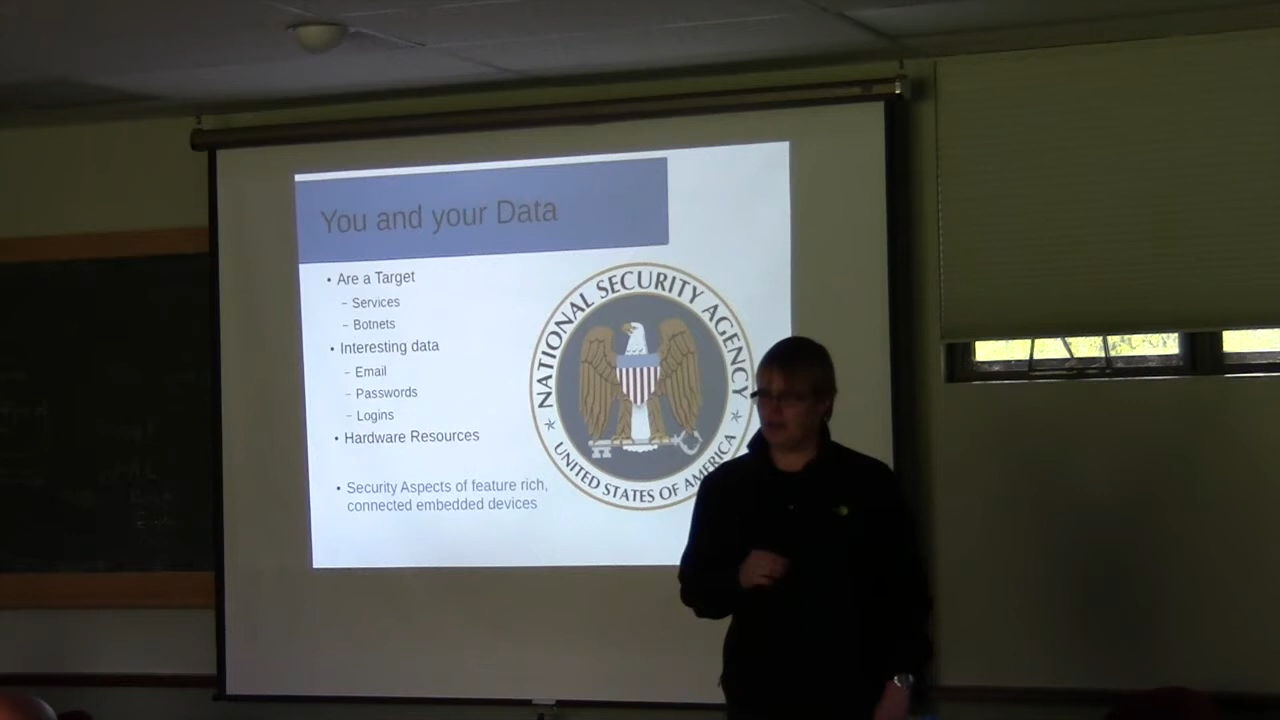 You and your Data
• Are a Target
– Services
– Botnets
• Interesting data
– Email
– Passwords
– Logins
• Hardware Resources
• Security Aspects of feature rich,
connected embedded devices
NATIONAL SECURITY AGENCY
UNITED STATES OF AMERICA